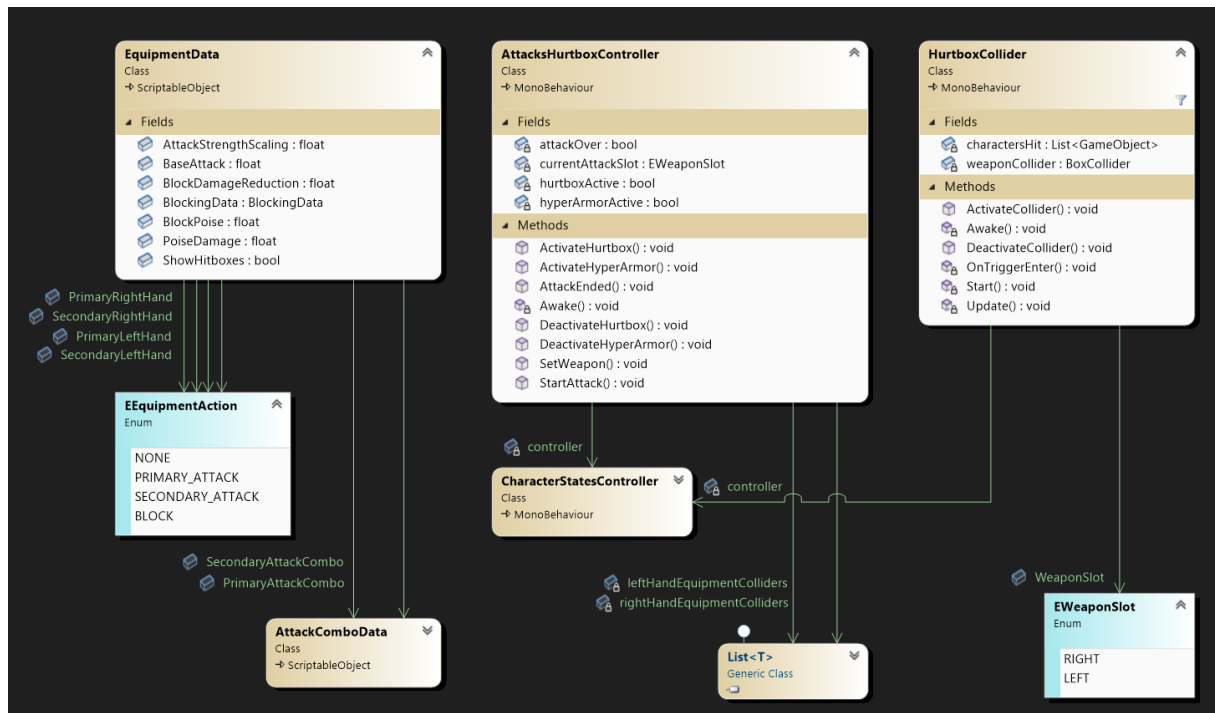 EquipmentData
Class
ScriptableObject
Fields
AttackStrengthScaling : float
BaseAttack : float
BlockDamageReduction : float
BlockingData : BlockingData
BlockPoise : float
PoiseDamage : float
ShowHitboxes : bool
PrimaryRightHand
SecondaryRightHand
PrimaryLeftHand
SecondaryLeftHand
EEquipmentAction
Enum
NONE
PRIMARY_ATTACK
SECONDARY_ATTACK
BLOCK
SecondaryAttackCombo
PrimaryAttackCombo
AttackComboData
Class
ScriptableObject
AttacksHurtboxController
Class
MonoBehaviour
Fields
attackOver : bool
currentAttackSlot : EWeaponSlot
hurtboxActive : bool
hyperArmorActive : bool
Methods
ActivateHurtbox() : void
ActivateHyperArmor() : void
AttackEnded() : void
Awake() : void
DeactivateHurtbox() : void
DeactivateHyperArmor() : void
SetWeapon() : void
StartAttack() : void
controller
CharacterStatesController
Class
MonoBehaviour
controller
leftHandEquipmentColliders
rightHandEquipmentColliders
List<T>
Generic Class
HurtboxCollider
Class
MonoBehaviour
Fields
charactersHit : List<GameObject>
weaponCollider : BoxCollider
Methods
ActivateCollider() : void
Awake() : void
DeactivateCollider() : void
OnTriggerEnter() : void
Start() : void
Update() : void
WeaponSlot
EWeaponSlot
Enum
RIGHT
LEFT